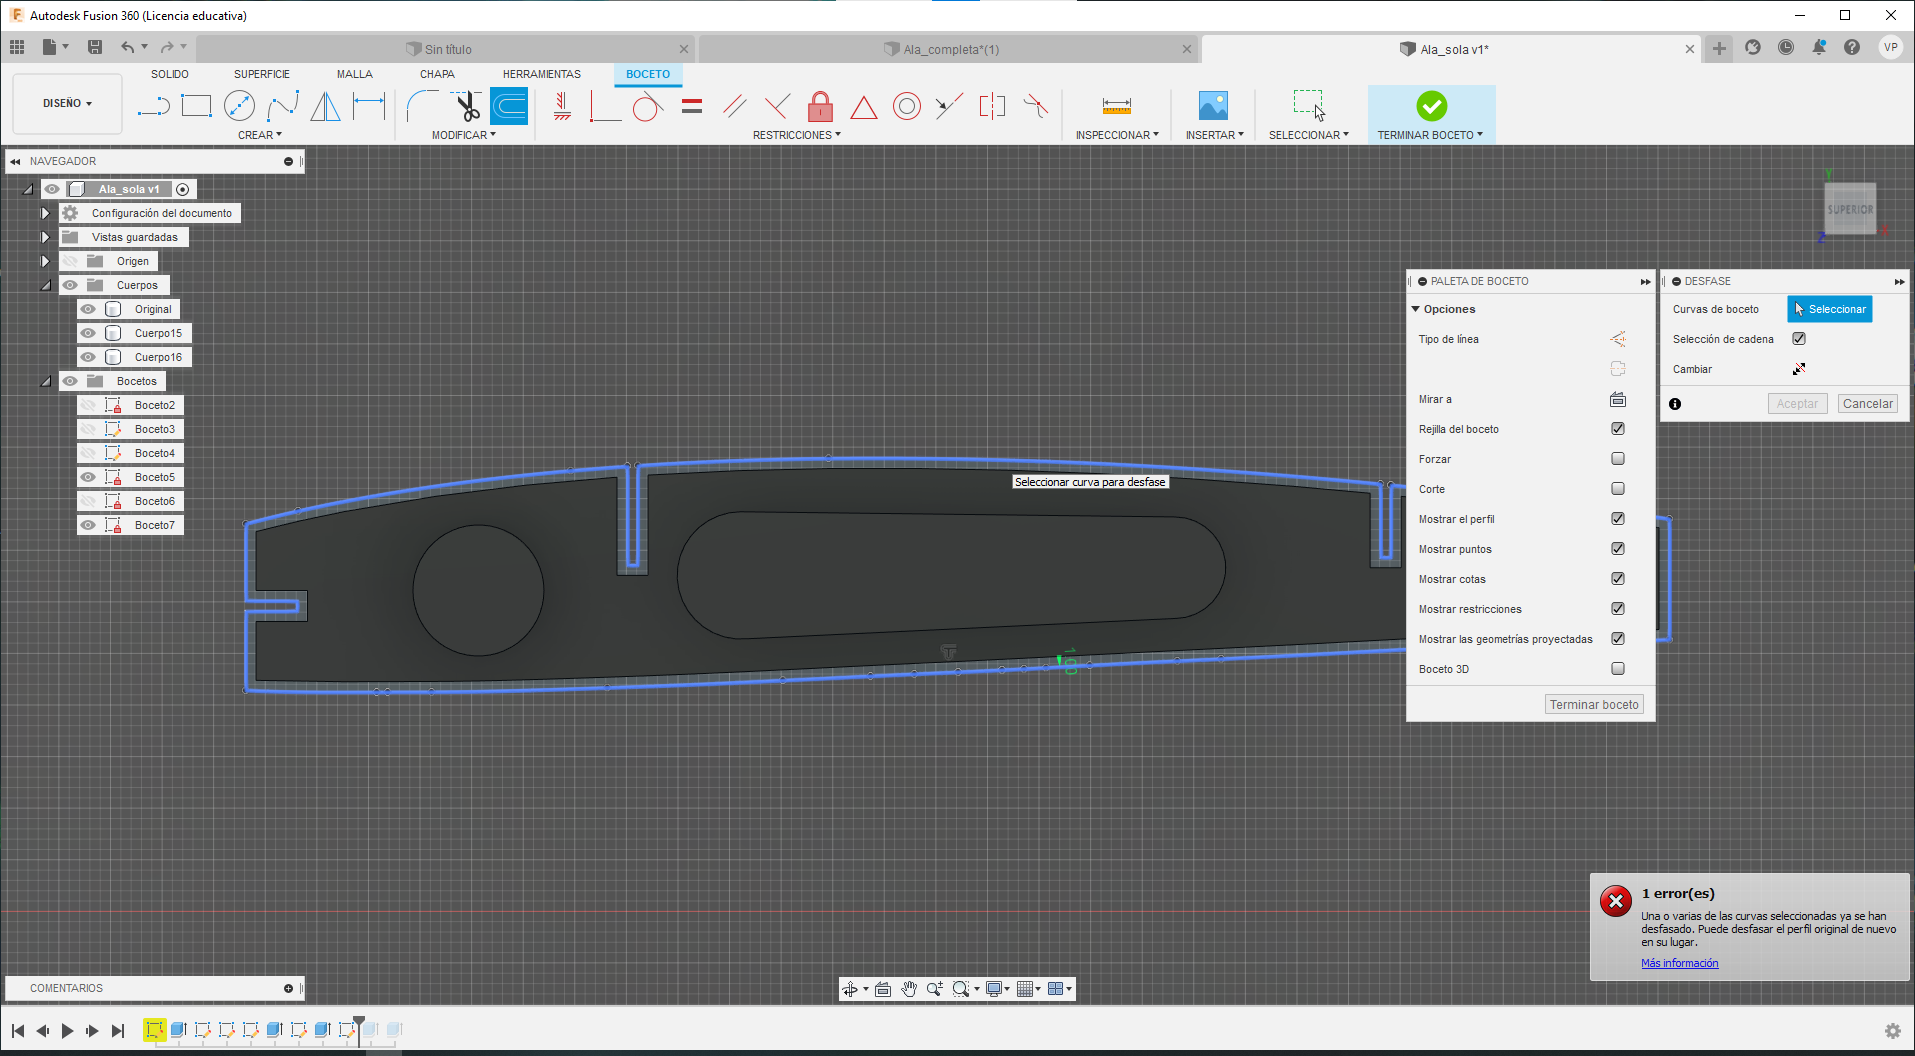 Autodesk Fusion 360 (Licencia educativa)
Sin título
Ala_completa*(1)
Ala_sola v1*
VP
DISEÑO
SOLIDO
SUPERFICIE
MALLA
CHAPA
HERRAMIENTAS
BOCETO
CREAR
MODIFICAR
RESTRICCIONES
INSPECCIONAR
INSERTAR
SELECCIONAR
TERMINAR BOCETO
NAVEGADOR
Ala_sola v1
Configuración del documento
Vistas guardadas
Origen
Cuerpos
Original
Cuerpo15
Cuerpo16
Bocetos
Boceto2
Boceto3
Boceto4
Boceto5
Boceto6
Boceto7
Y
SUPERIOR
Z
X
PALETA DE BOCETO
Opciones
Tipo de línea
Mirar a
Rejilla del boceto
Forzar
Corte
Mostrar el perfil
Mostrar puntos
Mostrar cotas
Mostrar restricciones
Mostrar las geometrías proyectadas
Boceto 3D
Terminar boceto
DESFASE
Curvas de boceto
Seleccionar
Selección de cadena
Cambiar
Aceptar
Cancelar
Seleccionar curva para desfase
1.00
1 error(es)
Una o varias de las curvas seleccionadas ya se han
desfasado. Puede desfasar el perfil original de nuevo
en su lugar.
Más información
COMENTARIOS